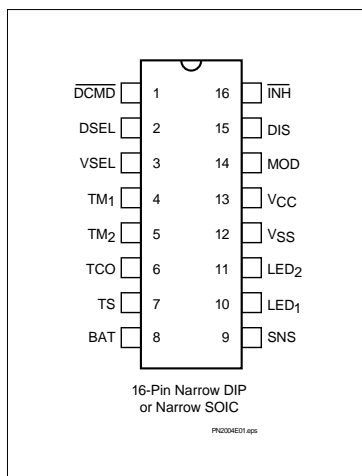 DCMD 1 16 INH
DSEL 2 15 DIS
VSEL 3 14 MOD
TM1 4 13 VCC
TM2 5 12 VSS
TCO 6 11 LED2
TS 7 10 LED1
BAT 8 9 SNS
16-Pin Narrow DIP
or Narrow SOIC
PN2004E01.eps